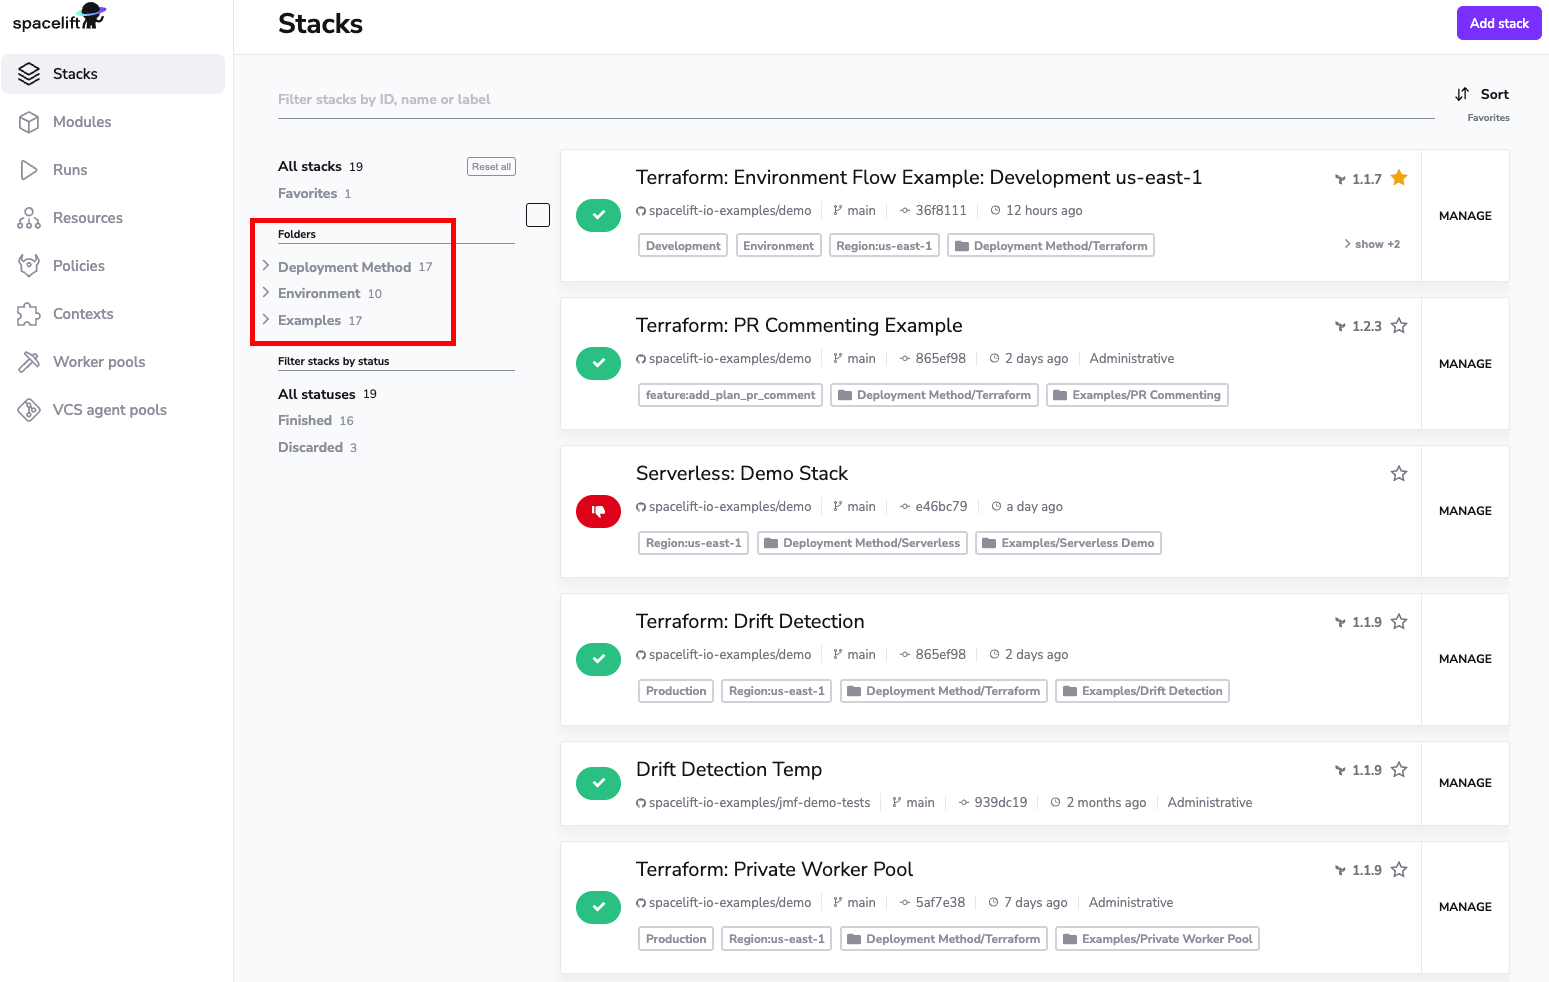 spacelift
Stacks
Add stack
Stacks
Modules
Runs
Resources
Policies
Contexts
Worker pools
VCS agent pools
Filter stacks by ID, name or label
Sort
Favorites
All stacks 19
Reset all
Favorites 1
Folders
Deployment Method 17
Environment 10
Examples 17
Filter stacks by status
All statuses 19
Finished 16
Discarded 3
Terraform: Environment Flow Example: Development us-east-1
1.1.7
spacelift-io-examples/demo main 36f8111 12 hours ago
Development Environment Region:us-east-1 Deployment Method/Terraform
show +2
MANAGE
Terraform: PR Commenting Example
1.2.3
spacelift-io-examples/demo main 865ef98 2 days ago Administrative
feature:add_plan_pr_comment Deployment Method/Terraform Examples/PR Commenting
MANAGE
Serverless: Demo Stack
spacelift-io-examples/demo main e46bc79 a day ago
Region:us-east-1 Deployment Method/Serverless Examples/Serverless Demo
MANAGE
Terraform: Drift Detection
1.1.9
spacelift-io-examples/demo main 865ef98 2 days ago
Production Region:us-east-1 Deployment Method/Terraform Examples/Drift Detection
MANAGE
Drift Detection Temp
1.1.9
spacelift-io-examples/jmf-demo-tests main 939dc19 2 months ago Administrative
MANAGE
Terraform: Private Worker Pool
1.1.9
spacelift-io-examples/demo main 5af7e38 7 days ago Administrative
Production Region:us-east-1 Deployment Method/Terraform Examples/Private Worker Pool
MANAGE